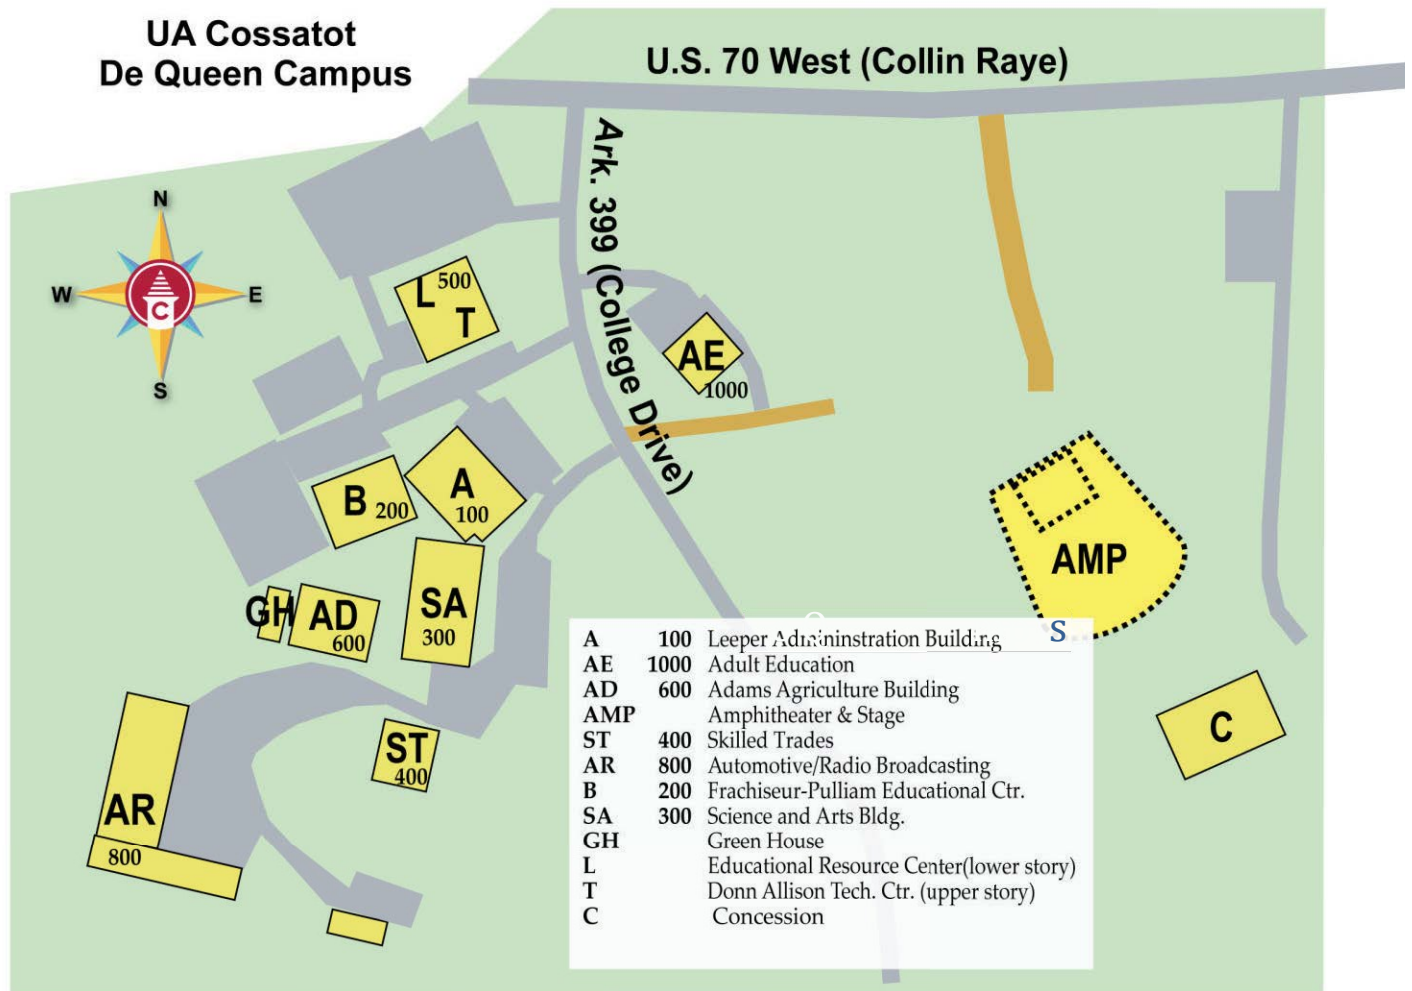 UA Cossatot
De Queen Campus
U.S. 70 West (Collin Raye)
Ark. 399 (College Drive)
N
W
E
S
C
L 500
T
AE
1000
A
100
B 200
SA
300
GH
AD
600
AMP
ST
400
AR
800
C
S
A 100 Leeper Admininstration Building
AE 1000 Adult Education
AD 600 Adams Agriculture Building
AMP Amphitheater & Stage
ST 400 Skilled Trades
AR 800 Automotive/Radio Broadcasting
B 200 Frachiseur-Pulliam Educational Ctr.
SA 300 Science and Arts Bldg.
GH Green House
L Educational Resource Center(lower story)
T Donn Allison Tech. Ctr. (upper story)
C Concession